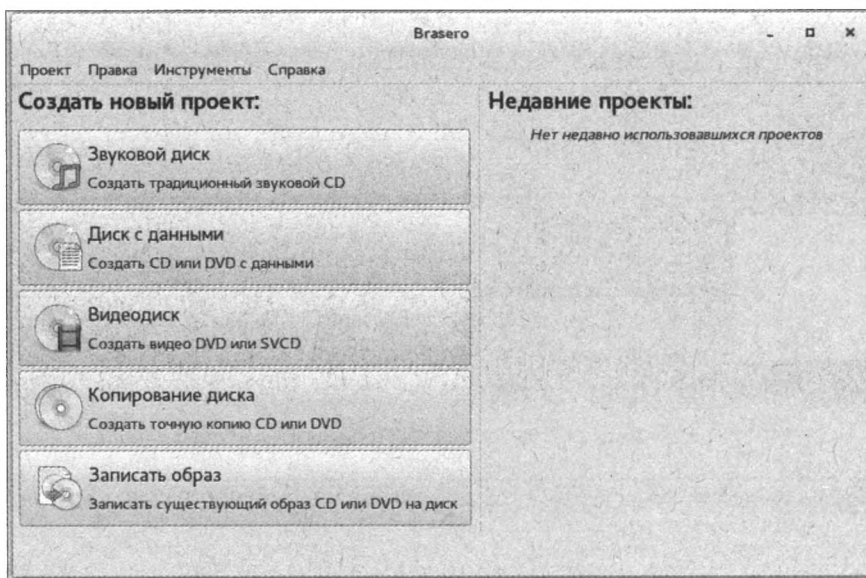 Brasero
Проект Правка Инструменты Справка
Создать новый проект:
Звуковой диск
Создать традиционный звуковой CD
Диск с данными
Создать CD или DVD с данными
Видеодиск
Создать видео DVD или SVCD
Копирование диска
Создать точную копию CD или DVD
Записать образ
Записать существующий образ CD или DVD на диск
Недавние проекты:
Нет недавно использовавшихся проектов